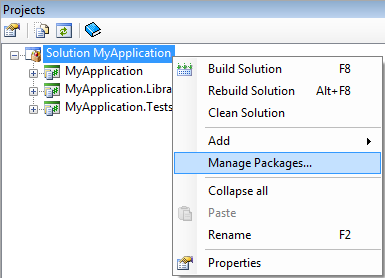 Projects
Solution MyApplication
MyApplication
MyApplication.Libra
MyApplication.Tests
Build Solution F8
Rebuild Solution Alt+F8
Clean Solution
Add
Manage Packages...
Collapse all
Paste
Rename F2
Properties